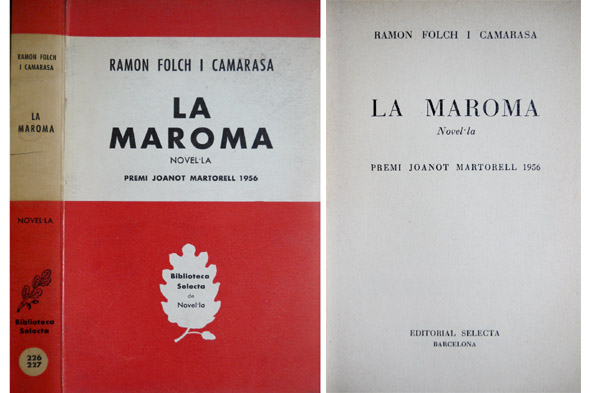 RAMON FOLCH
I CAMARASA
LA
MAROMA
NOVEL·LA
Biblioteca
Selecta
226
227
RAMON FOLCH I CAMARASA
LA
MAROMA
NOVEL·LA
PREMI JOANOT MARTORELL 1956
Biblioteca
Selecta
de
Novel·la
RAMON FOLCH I CAMARASA
LA MAROMA
Novel·la
PREMI JOANOT MARTORELL 1956
EDITORIAL SELECTA
BARCELONA